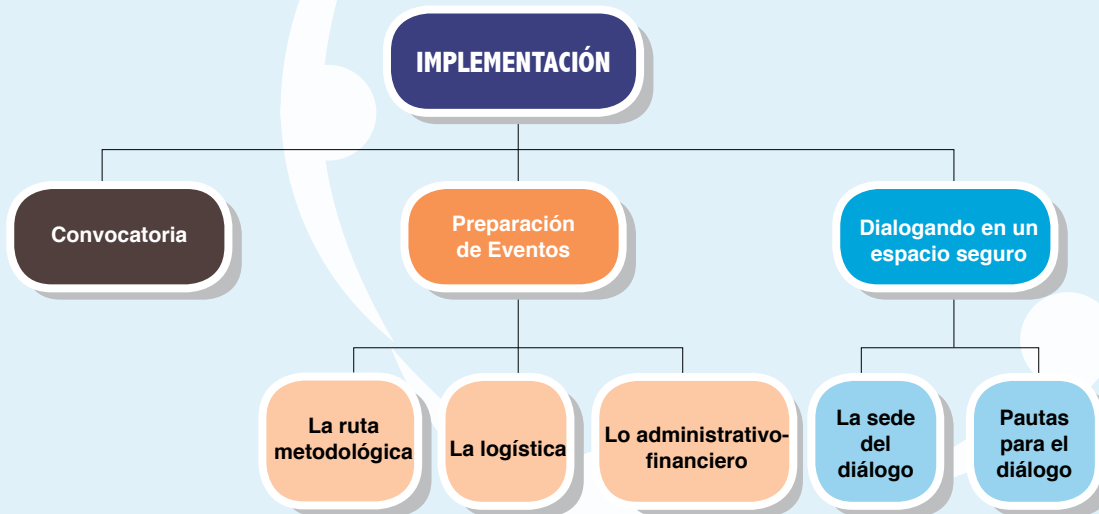 IMPLEMENTACIÓN
Convocatoria
Preparación
de Eventos
Dialogando en un
espacio seguro
La ruta
metodológica
La logística
Lo administrativo-
financiero
La sede
del
diálogo
Pautas
para el
diálogo